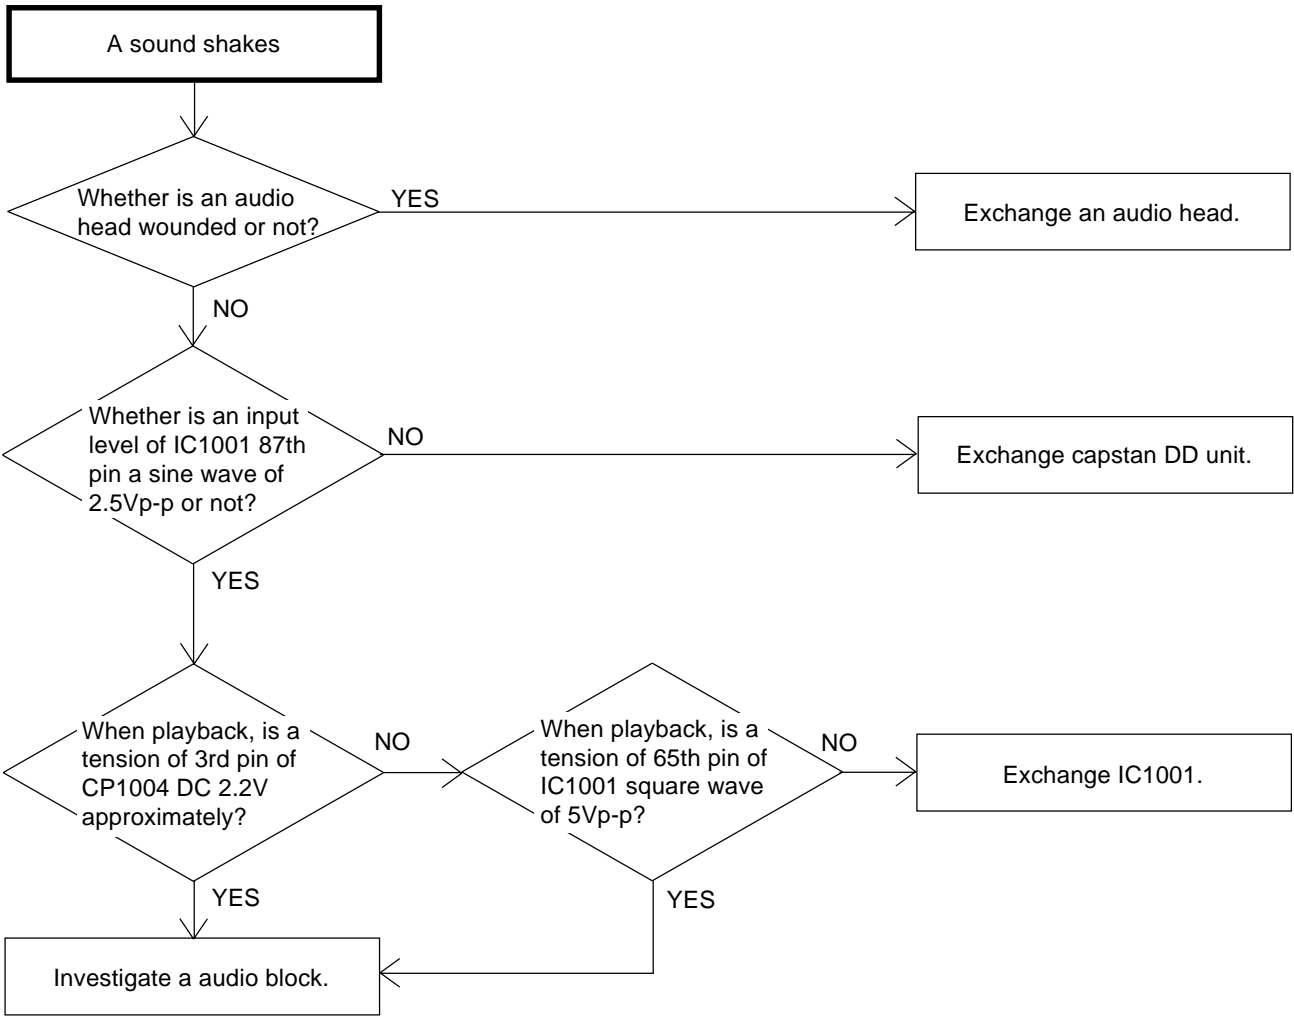 A sound shakes
Whether is an audio
head wounded or not?
YES
Exchange an audio head.
NO
Whether is an input
level of IC1001 87th
pin a sine wave of
2.5Vp-p or not?
NO
Exchange capstan DD unit.
YES
When playback, is a
tension of 3rd pin of
CP1004 DC 2.2V
approximately?
NO
When playback, is a
tension of 65th pin of
IC1001 square wave
of 5Vp-p?
NO
Exchange IC1001.
YES
YES
Investigate a audio block.